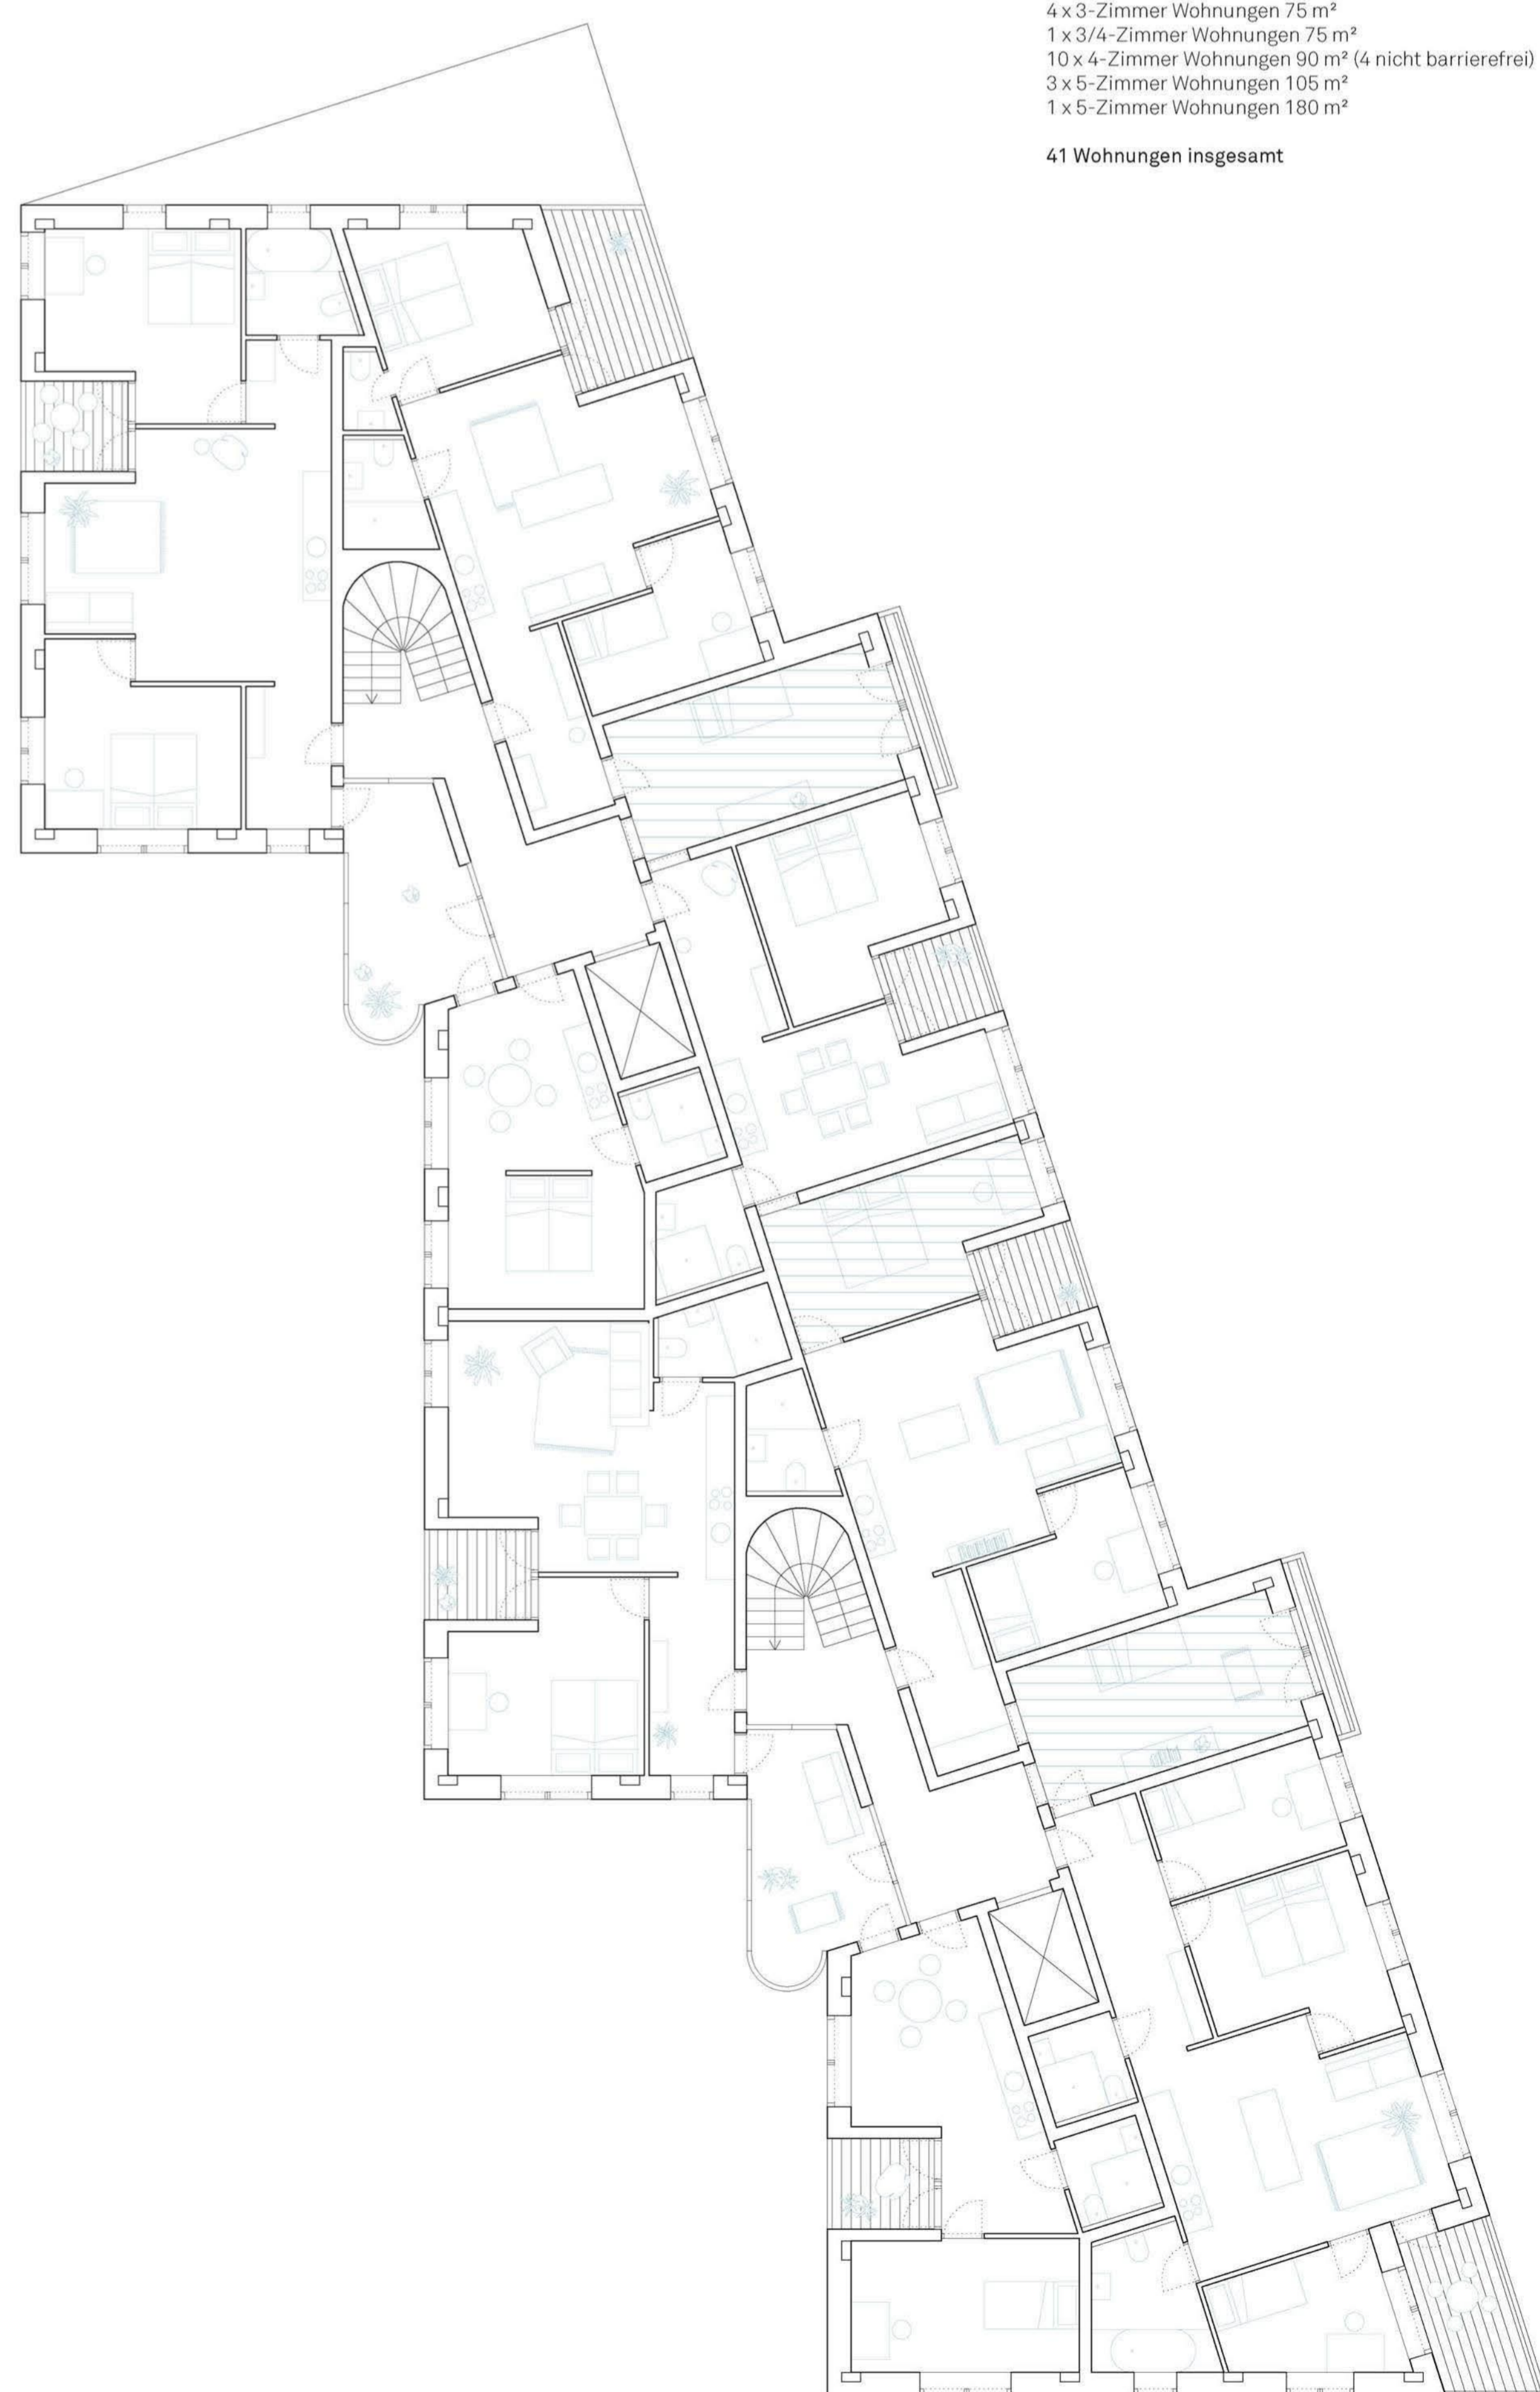 4 x 3-Zimmer Wohnungen 75 m²
1 x 3/4-Zimmer Wohnungen 75 m²
10 x 4-Zimmer Wohnungen 90 m² (4 nicht barrierefrei)
3 x 5-Zimmer Wohnungen 105 m²
1 x 5-Zimmer Wohnungen 180 m²
41 Wohnungen insgesamt